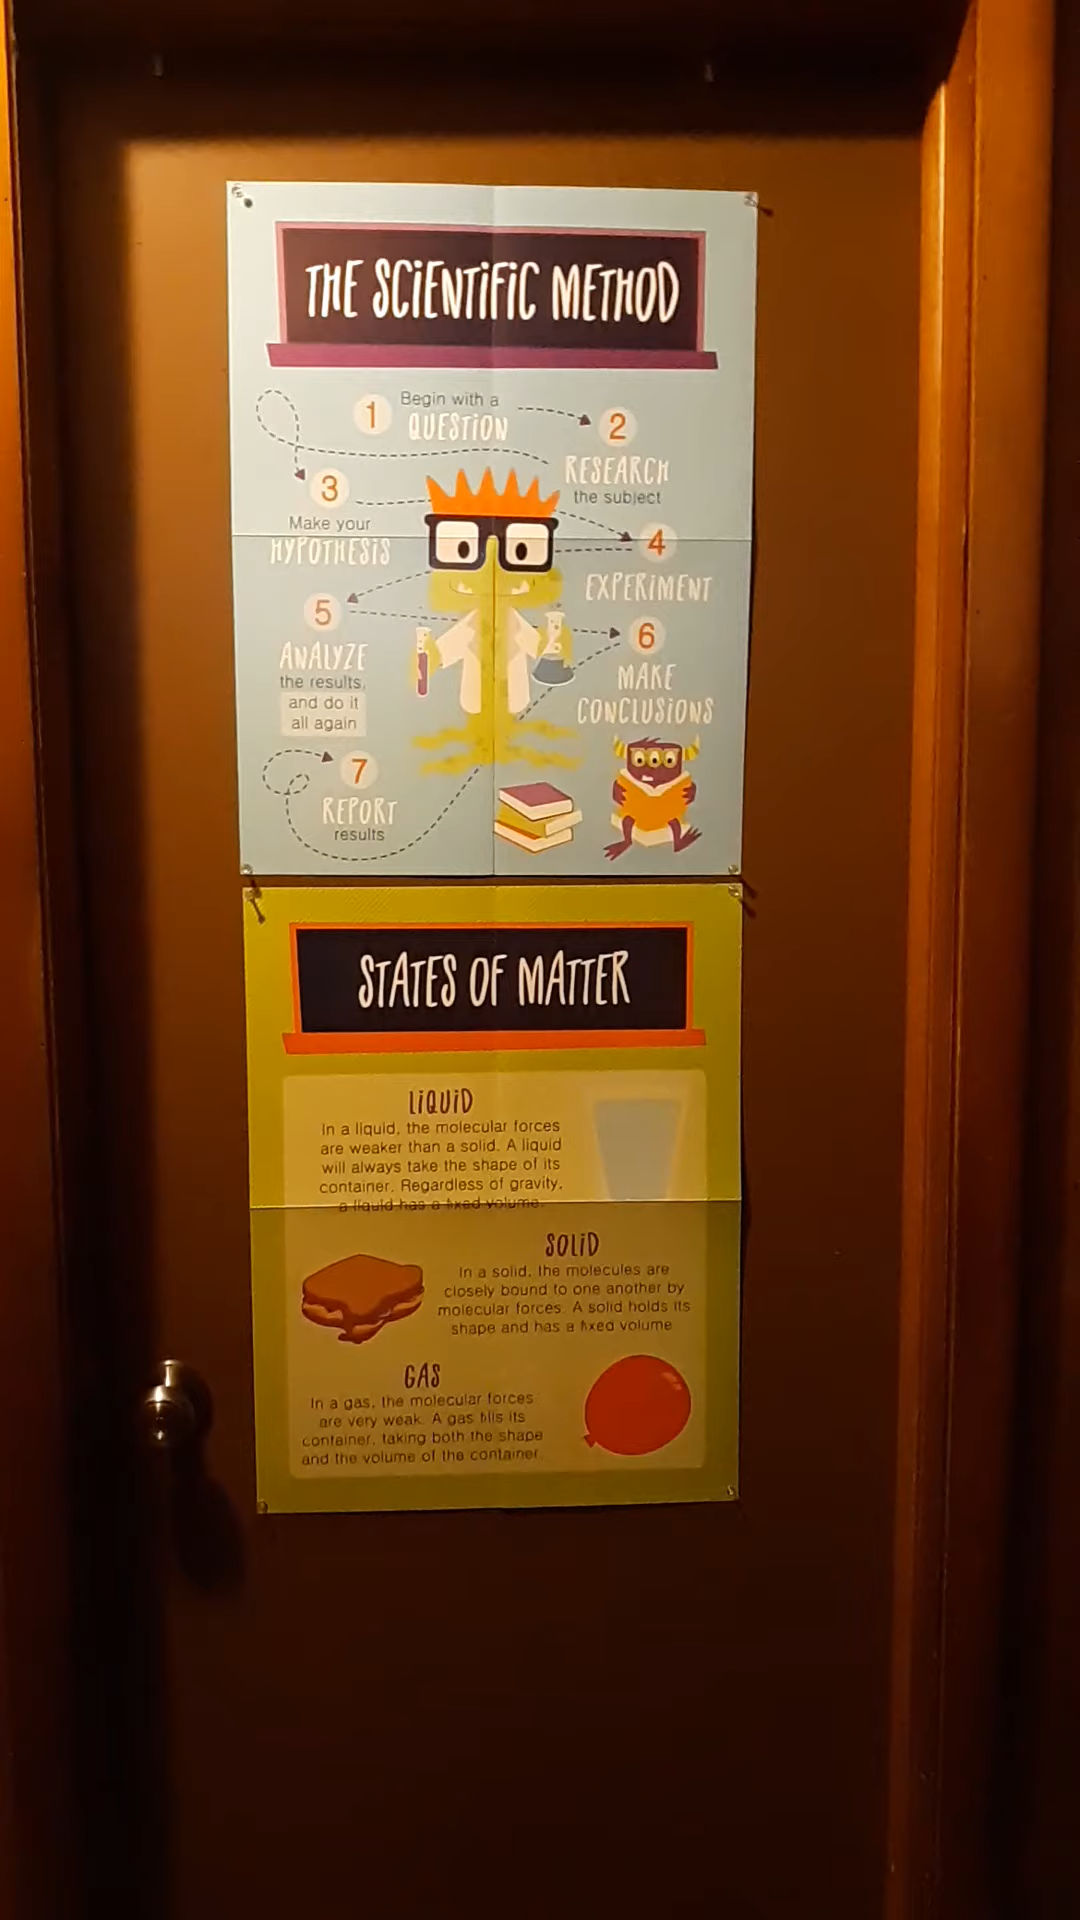 THE SCIENTIFIC METHOD
1 Begin with a
QUESTION
2
RESEARCH
the subject
3
Make your
HYPOTHESIS
4
EXPERIMENT
5
ANALYZE
the results,
and do it
all again
6
MAKE
CONCLUSIONS
7
REPORT
results
STATES OF MATTER
LIQUID
In a liquid, the molecular forces
are weaker than a solid. A liquid
will always take the shape of its
container. Regardless of gravity,
a liquid has a fixed volume.
SOLID
In a solid, the molecules are
closely bound to one another by
molecular forces. A solid holds its
shape and has a fixed volume
GAS
In a gas, the molecular forces
are very weak. A gas fills its
container, taking both the shape
and the volume of the container